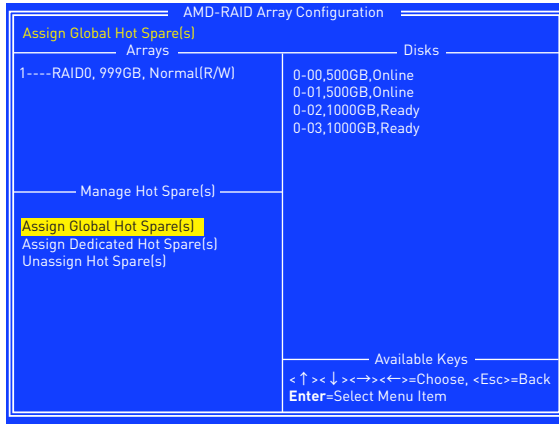 AMD-RAID Array Configuration
Assign Global Hot Spare(s)
Arrays
1----RAID0, 999GB, Normal(R/W)
Disks
0-00,500GB,Online
0-01,500GB,Online
0-02,1000GB,Ready
0-03,1000GB,Ready
Manage Hot Spare(s)
Assign Global Hot Spare(s)
Assign Dedicated Hot Spare(s)
Unassign Hot Spare(s)
Available Keys
<↑><↓><→><←>=Choose, <Esc>=Back
Enter=Select Menu Item